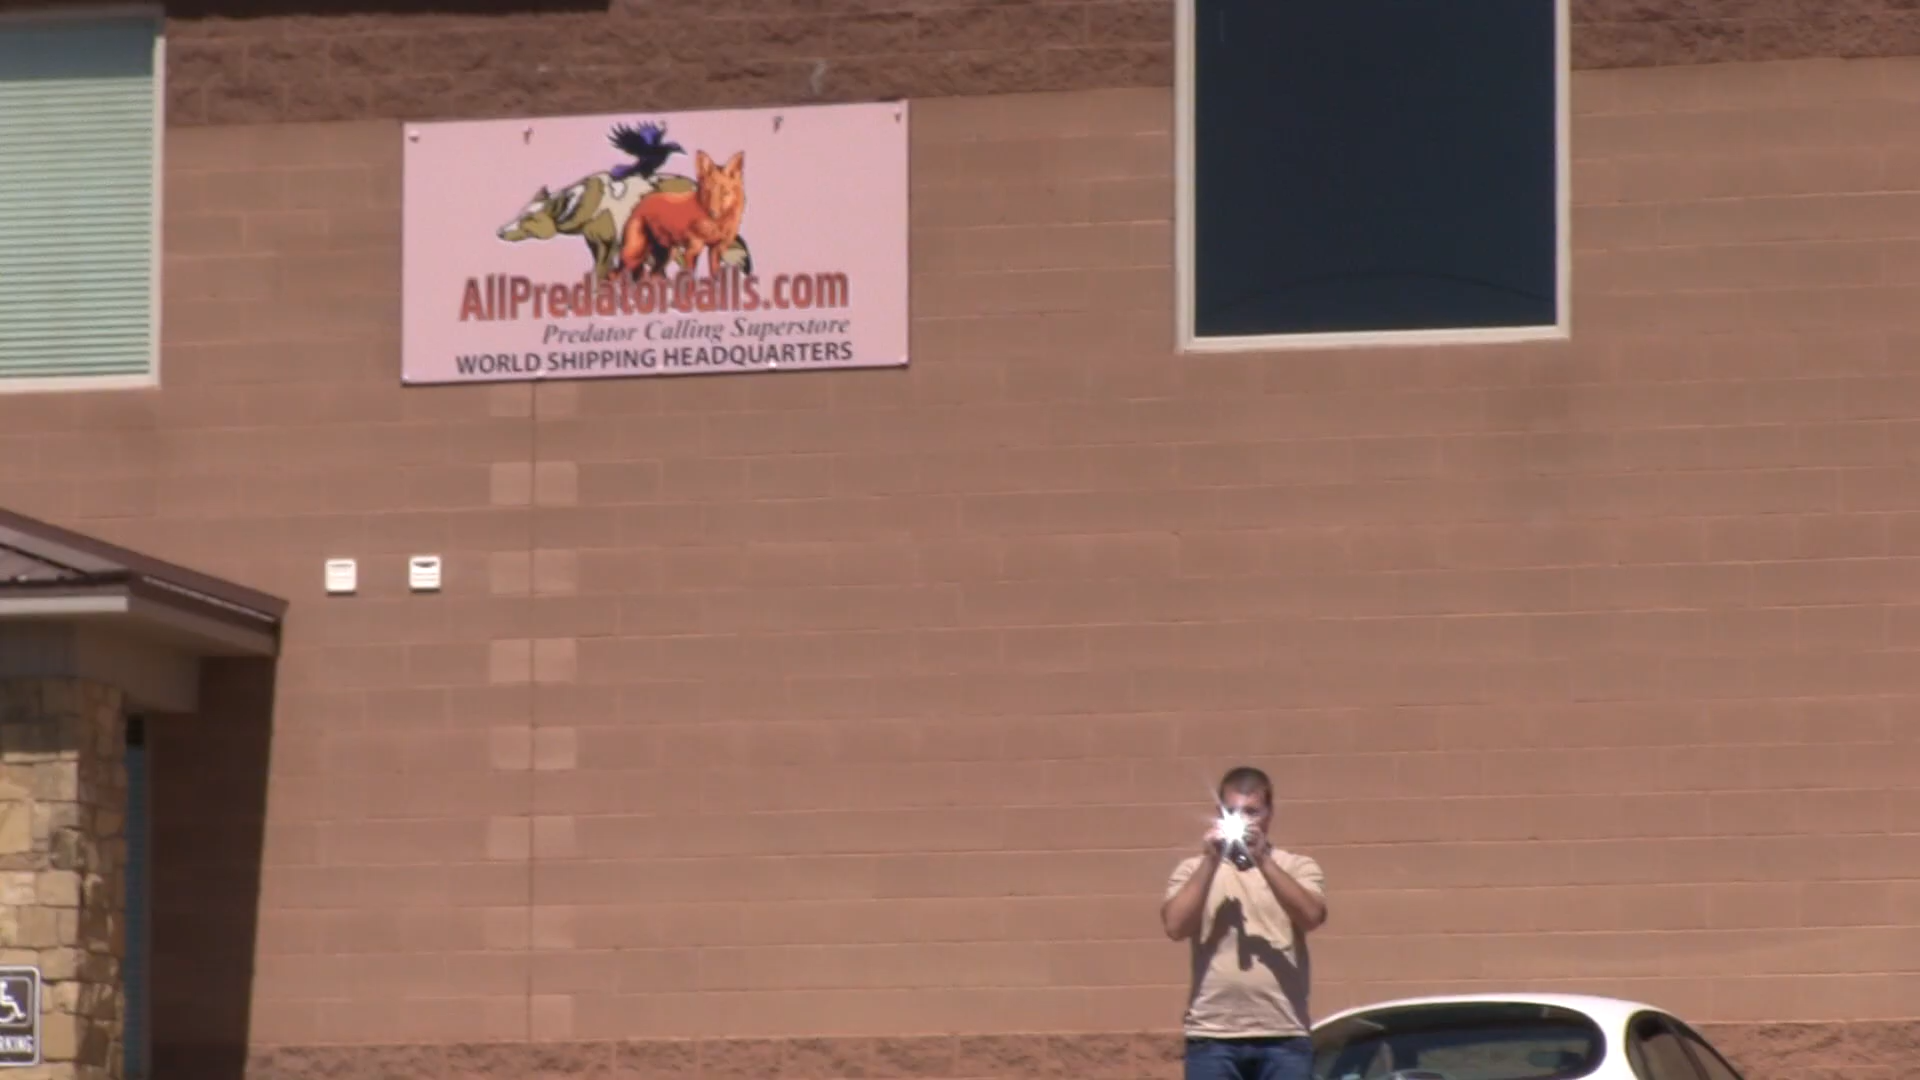 AllPredatorCalls.com
Predator Calling Superstore
WORLD SHIPPING HEADQUARTERS